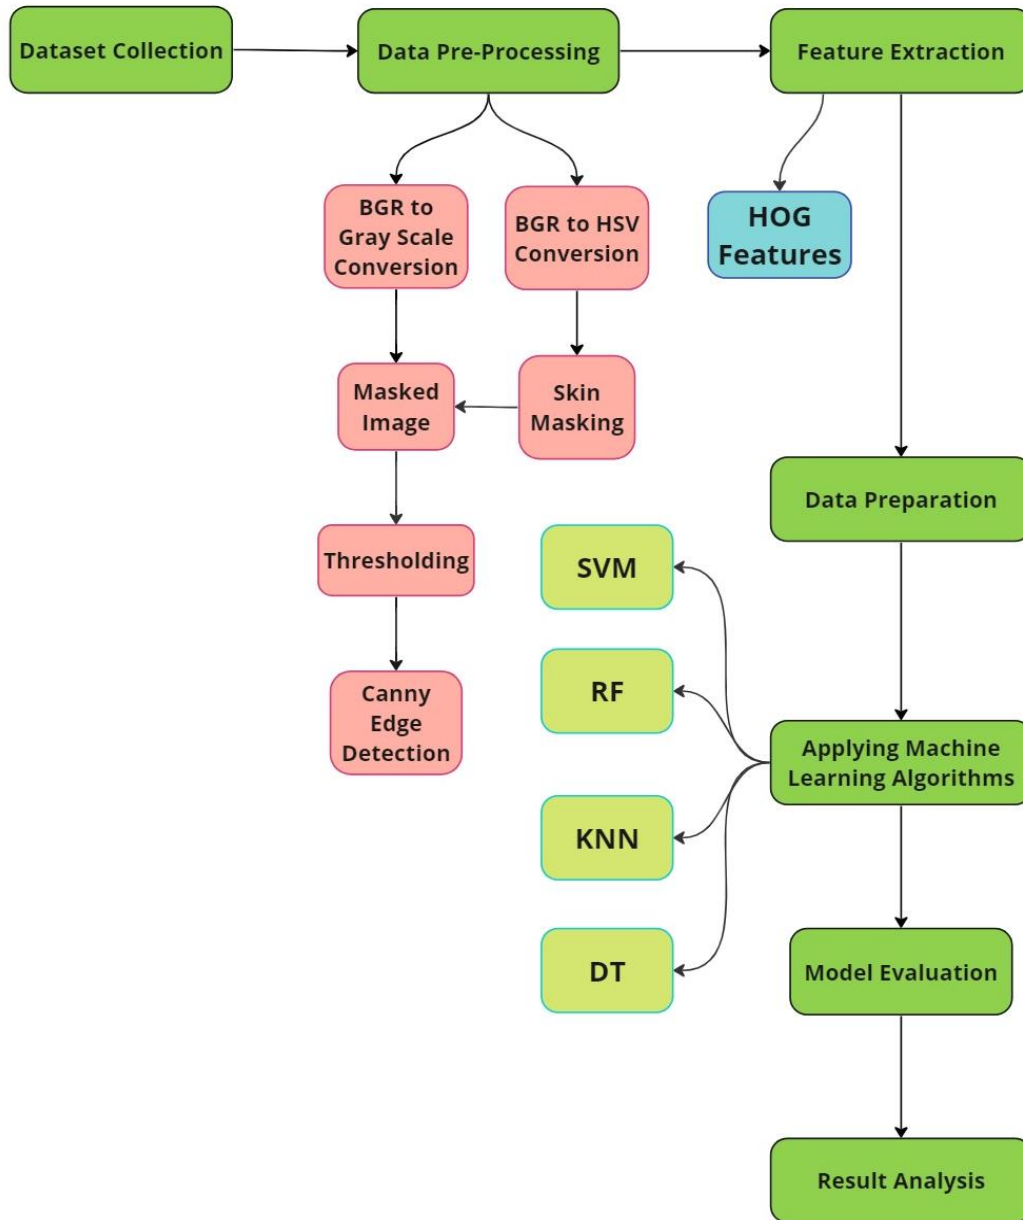 Dataset Collection
Data Pre-Processing
Feature Extraction
BGR to
Gray Scale
Conversion
BGR to HSV
Conversion
HOG
Features
Masked
Image
Skin
Masking
Data Preparation
Thresholding
SVM
RF
Canny
Edge
Detection
Applying Machine
Learning Algorithms
KNN
DT
Model Evaluation
Result Analysis